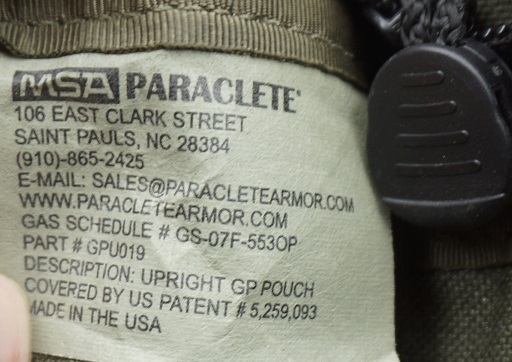 MSA PARACLETE
106 EAST CLARK STREET
SAINT PAULS, NC 28384
(910)-865-2425
E-MAIL: SALES@PARACLETEARMOR.COM
WWW.PARACLETEARMOR.COM
GAS SCHEDULE # GS-07F-5530P
PART # GPU019
DESCRIPTION: UPRIGHT GP POUCH
COVERED BY US PATENT # 5,259,093
MADE IN THE USA